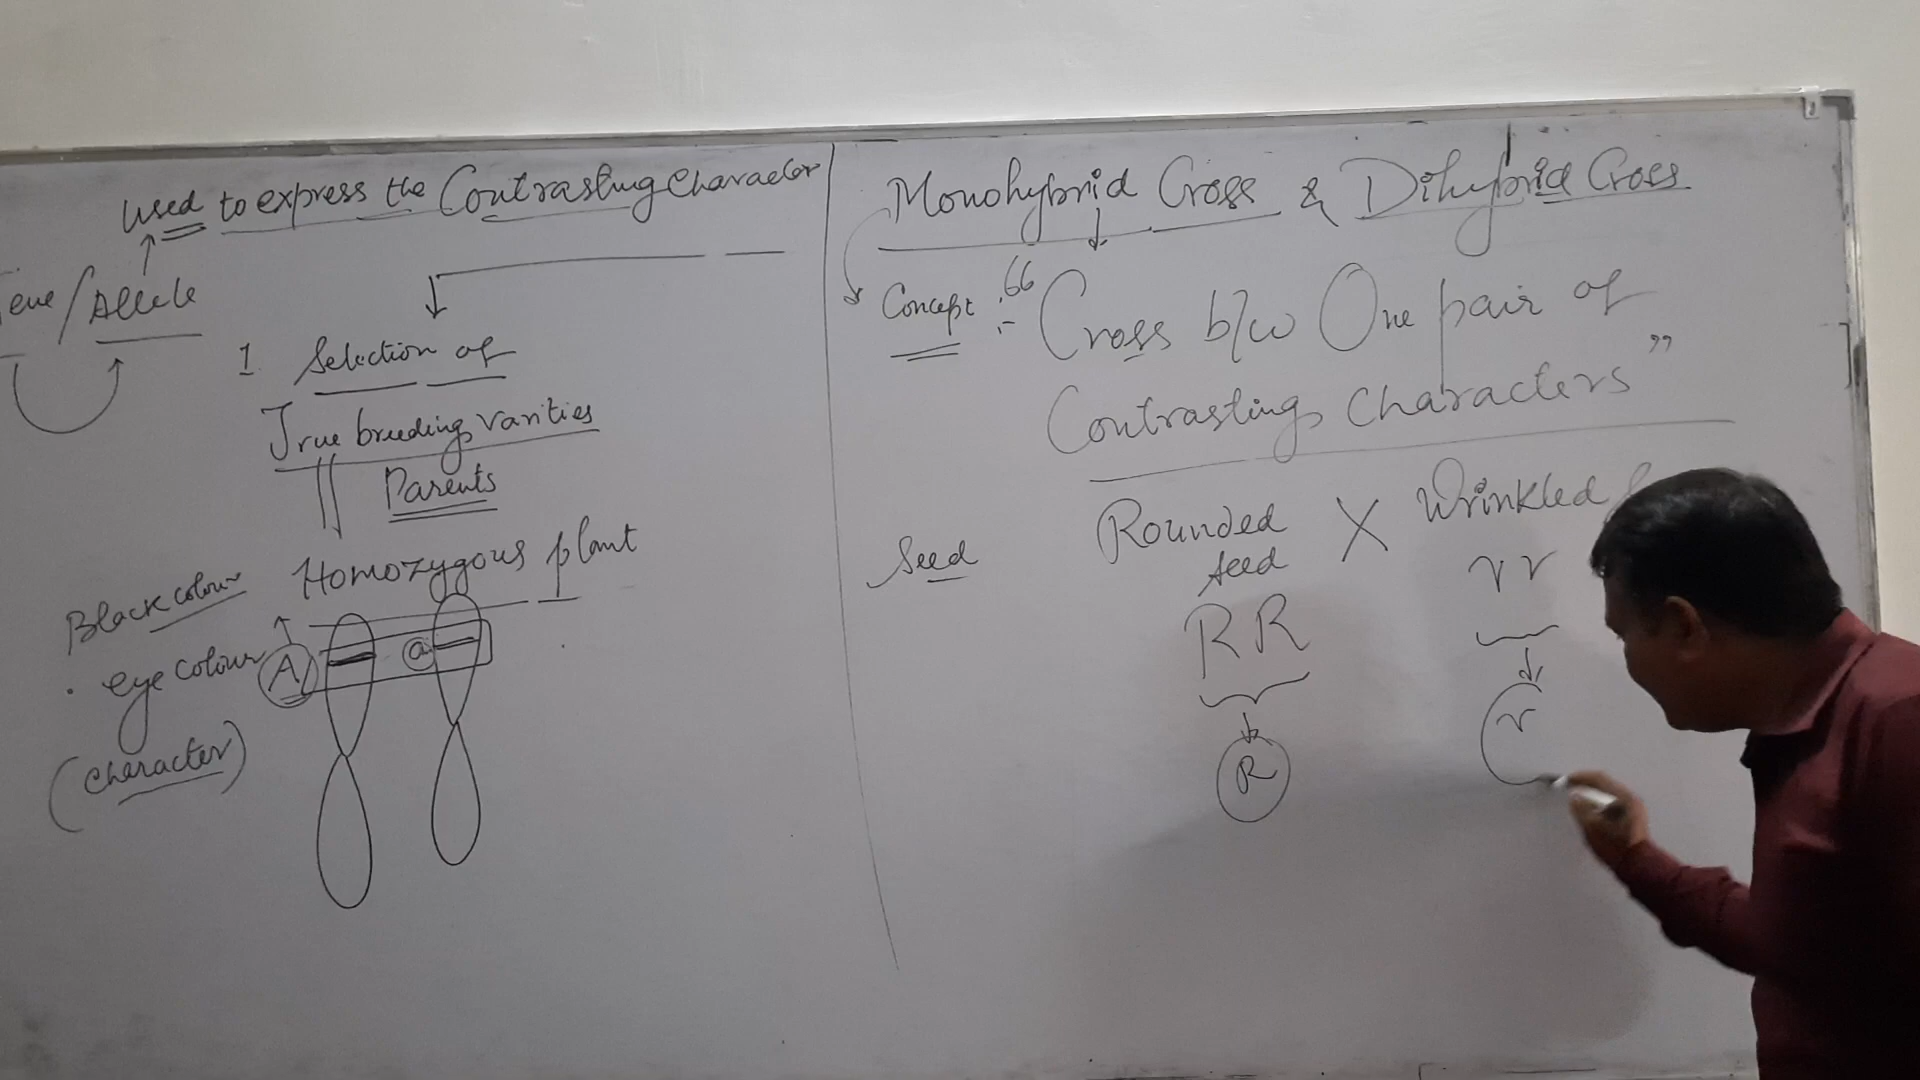 used to express the Contrasting Character
/Allele
1. Selection of
True breeding varities
Parents
Homozygous plant
Black colour
. eye colour
A
a
(character)
Monohybrid Cross & Dihybrid Cross
Concept :- “Cross b/w One pair of
Contrasting Characters”
Seed
Rounded X Wrinkled
seed
RR
rr
R
r